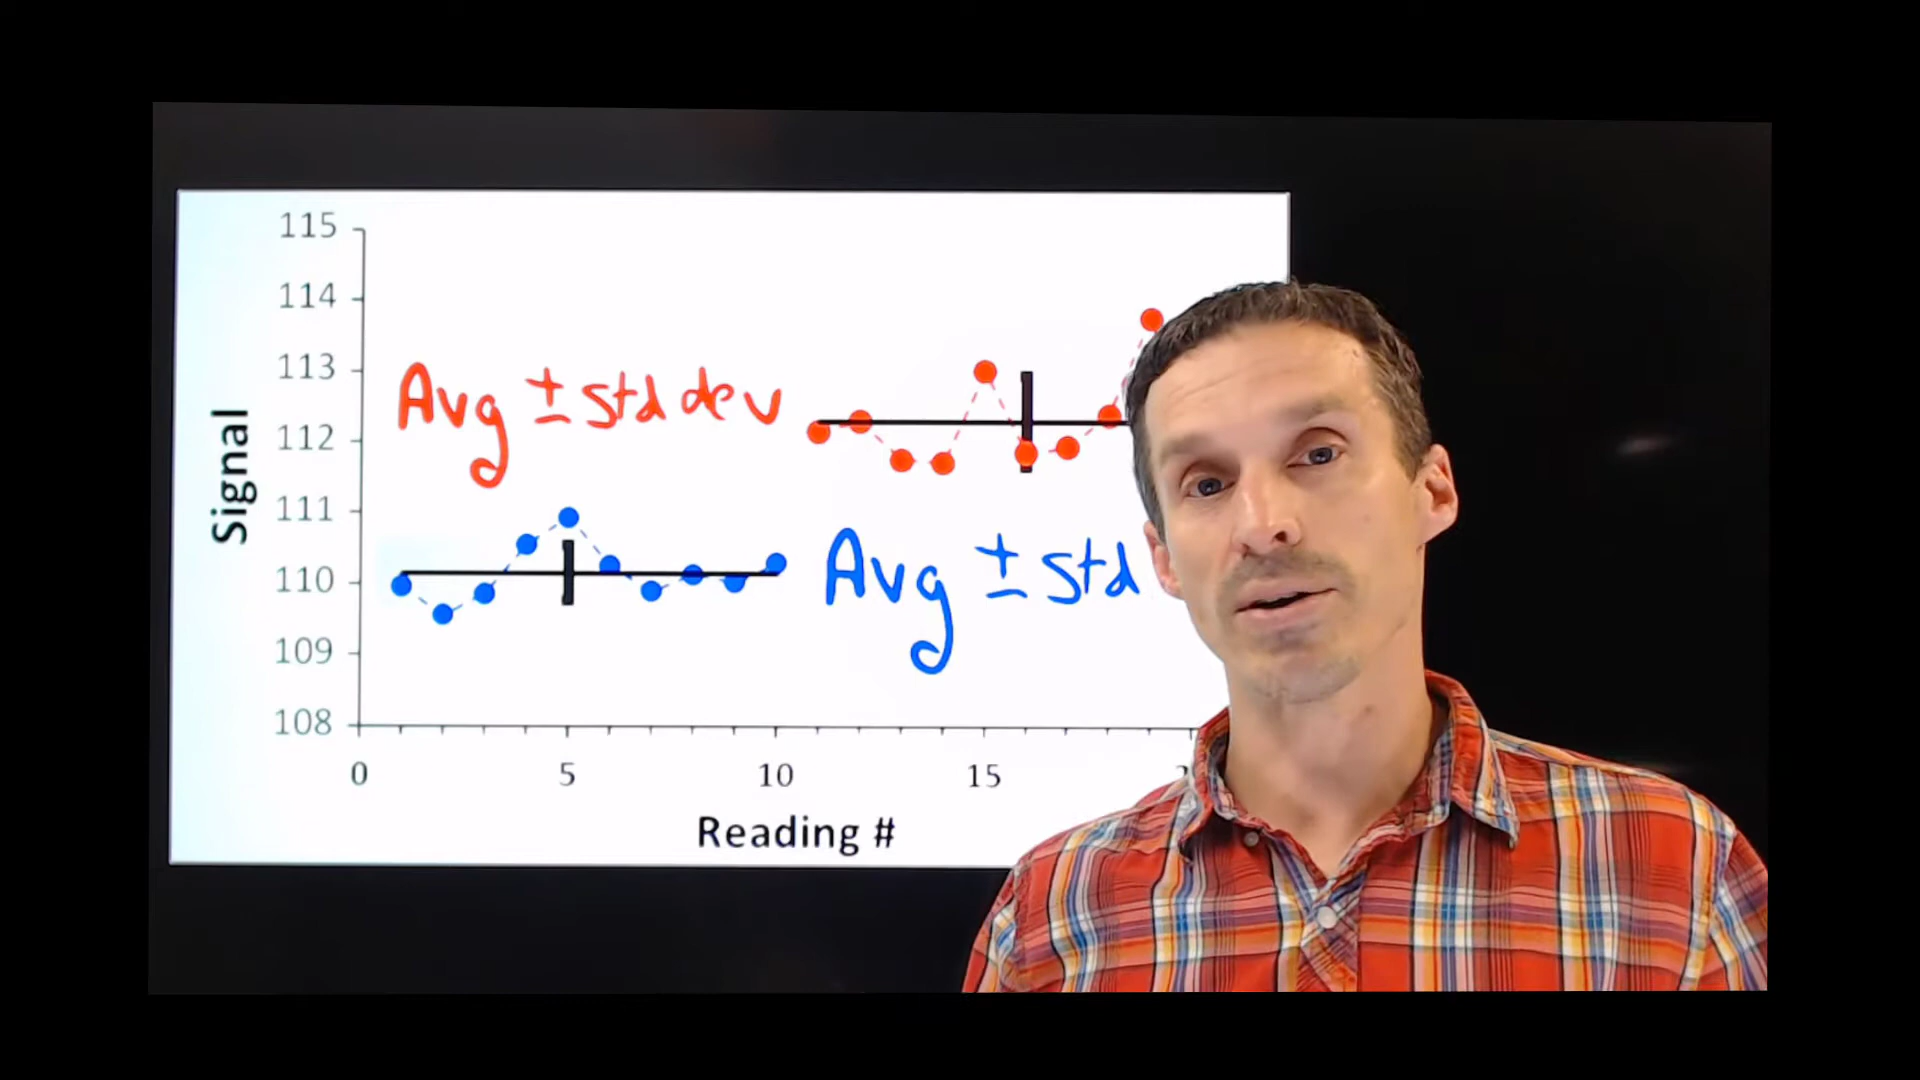 115
114
113
Avg ± std dev
112
Signal
111
Avg ± std
110
109
108
0 5 10 15
Reading #